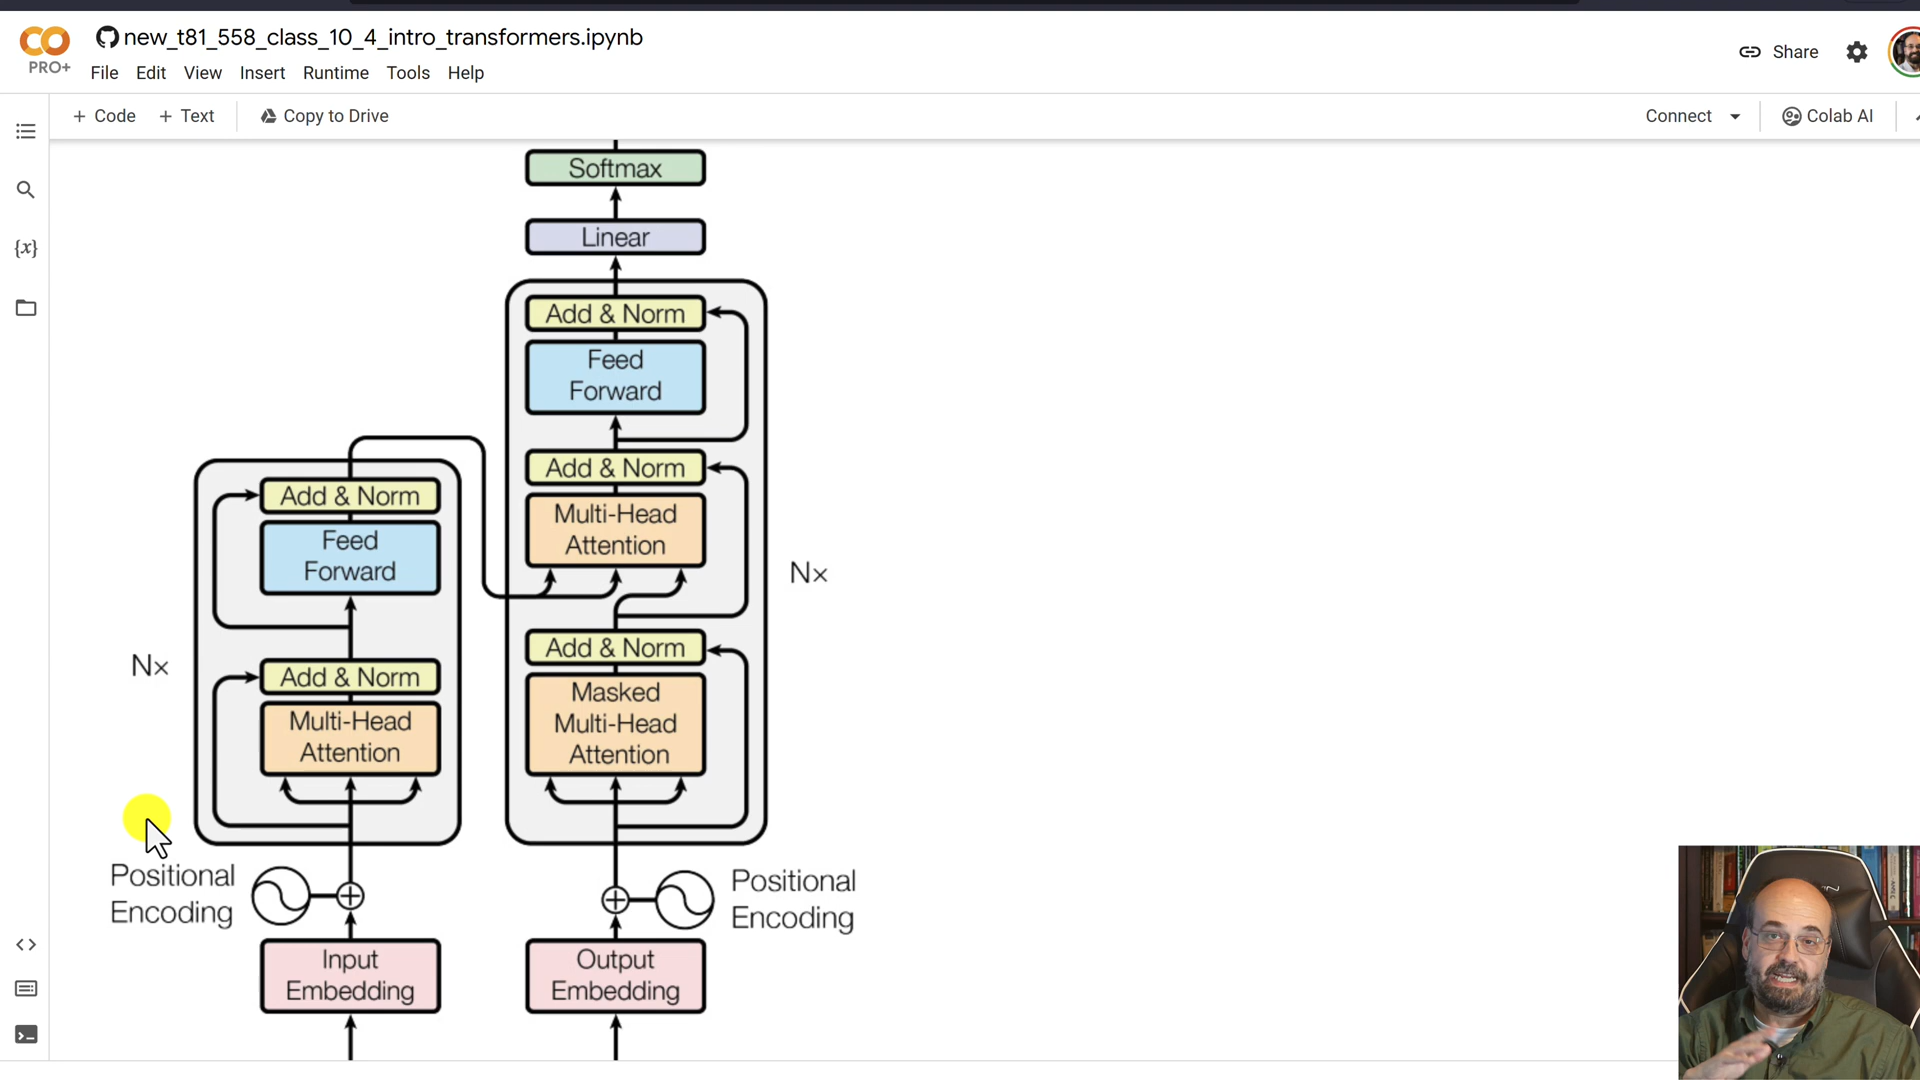 new_t81_558_class_10_4_intro_transformers.ipynb
PRO+
File Edit View Insert Runtime Tools Help
Share
+ Code + Text Copy to Drive
Connect
Colab AI
{x}
Softmax
Linear
Add & Norm
Feed
Forward
Add & Norm
Multi-Head
Attention
Nx
Add & Norm
Masked
Multi-Head
Attention
Add & Norm
Feed
Forward
Nx
Add & Norm
Multi-Head
Attention
Positional
Encoding
Positional
Encoding
Input
Embedding
Output
Embedding